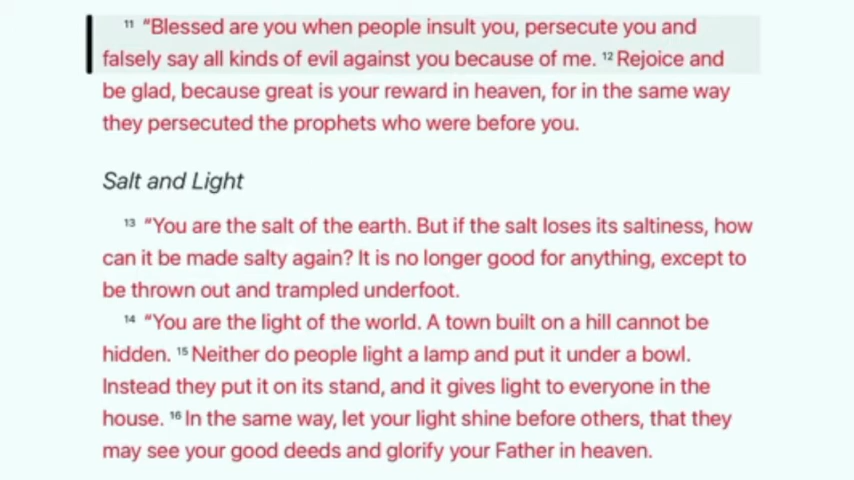 11 “Blessed are you when people insult you, persecute you and
falsely say all kinds of evil against you because of me. 12 Rejoice and
be glad, because great is your reward in heaven, for in the same way
they persecuted the prophets who were before you.
Salt and Light
13 “You are the salt of the earth. But if the salt loses its saltiness, how
can it be made salty again? It is no longer good for anything, except to
be thrown out and trampled underfoot.
14 “You are the light of the world. A town built on a hill cannot be
hidden. 15 Neither do people light a lamp and put it under a bowl.
Instead they put it on its stand, and it gives light to everyone in the
house. 16 In the same way, let your light shine before others, that they
may see your good deeds and glorify your Father in heaven.